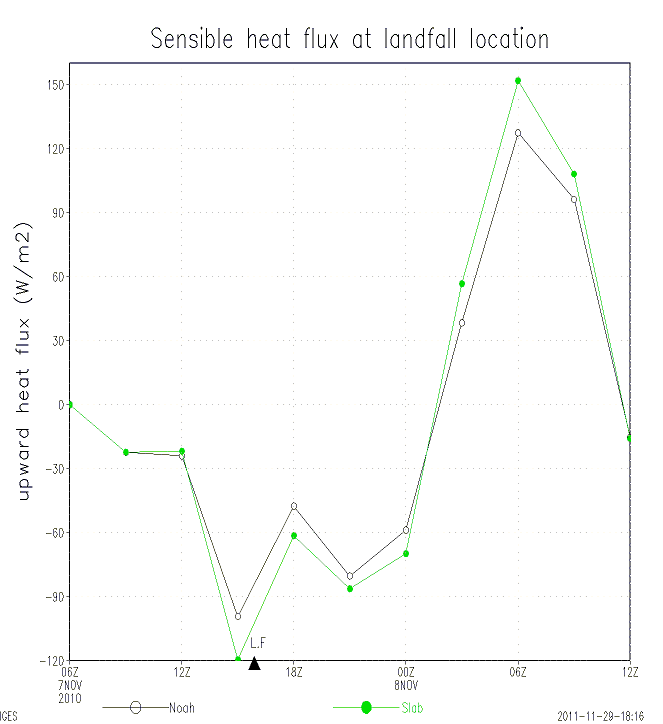 Sensible heat flux at landfall location
upward heat flux (W/m2)
150
120
90
60
30
0
-30
-60
-90
-120
L.F
06Z 12Z 18Z 00Z 06Z 12Z
7NOV 8NOV
2010
Noah Slab
IGES 2011-11-29-18:16